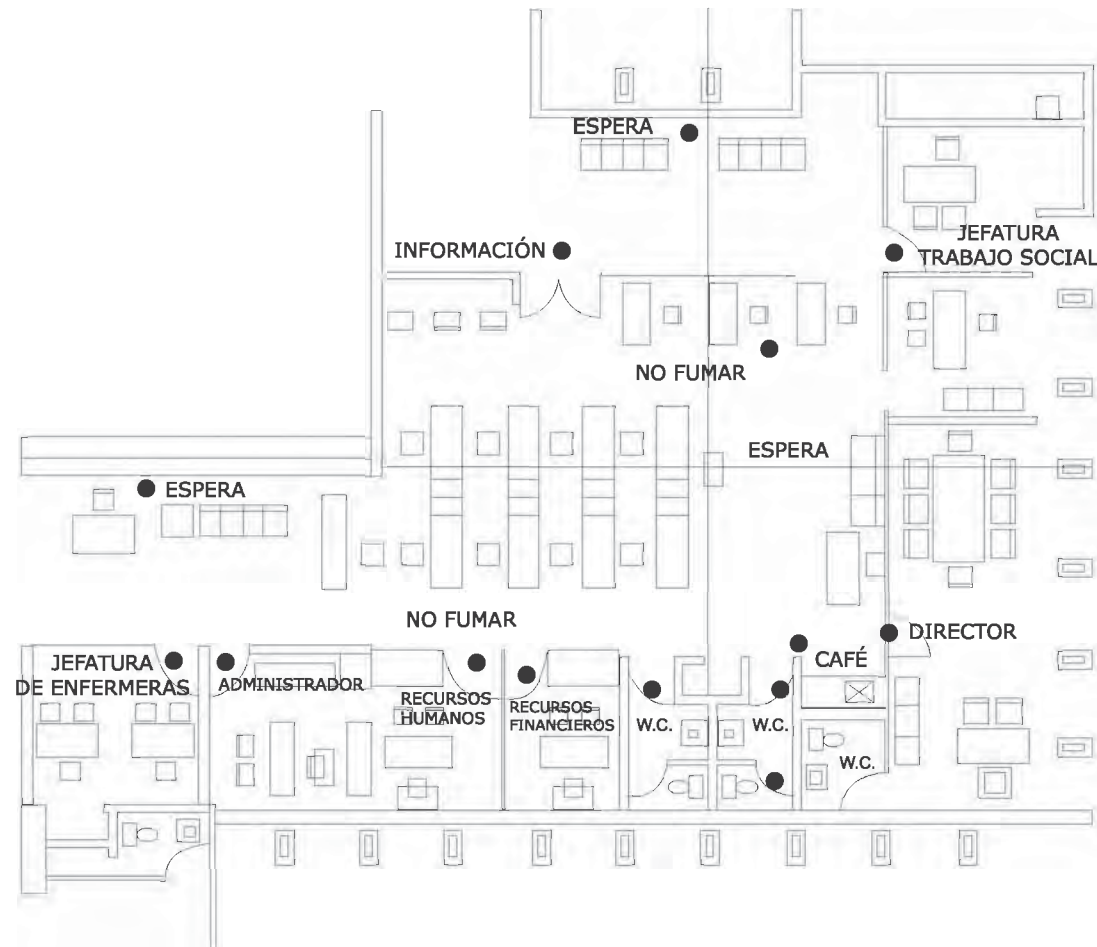 ESPERA
INFORMACIÓN
JEFATURA
TRABAJO SOCIAL
NO FUMAR
ESPERA
ESPERA
NO FUMAR
DIRECTOR
JEFATURA
DE ENFERMERAS
ADMINISTRADOR
RECURSOS
HUMANOS
RECURSOS
FINANCIEROS
W.C.
W.C.
CAFÉ
W.C.